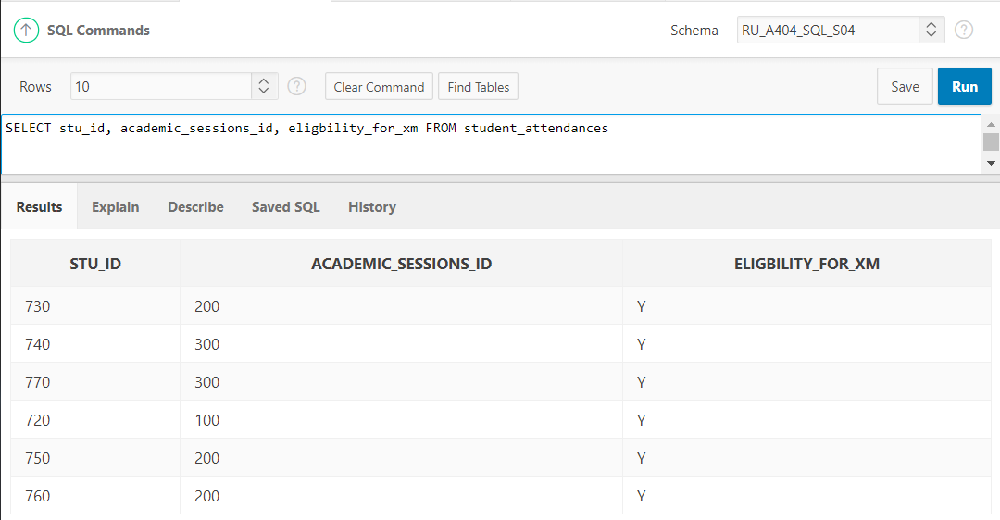 SQL Commands Schema RU_A404_SQL_S04 ?
Rows 10 ? Clear Command Find Tables Save Run
SELECT stu_id, academic_sessions_id, eligbility_for_xm FROM student_attendances
Results Explain Describe Saved SQL History
STU_ID ACADEMIC_SESSIONS_ID ELIGBILITY_FOR_XM
730 200 Y
740 300 Y
770 300 Y
720 100 Y
750 200 Y
760 200 Y